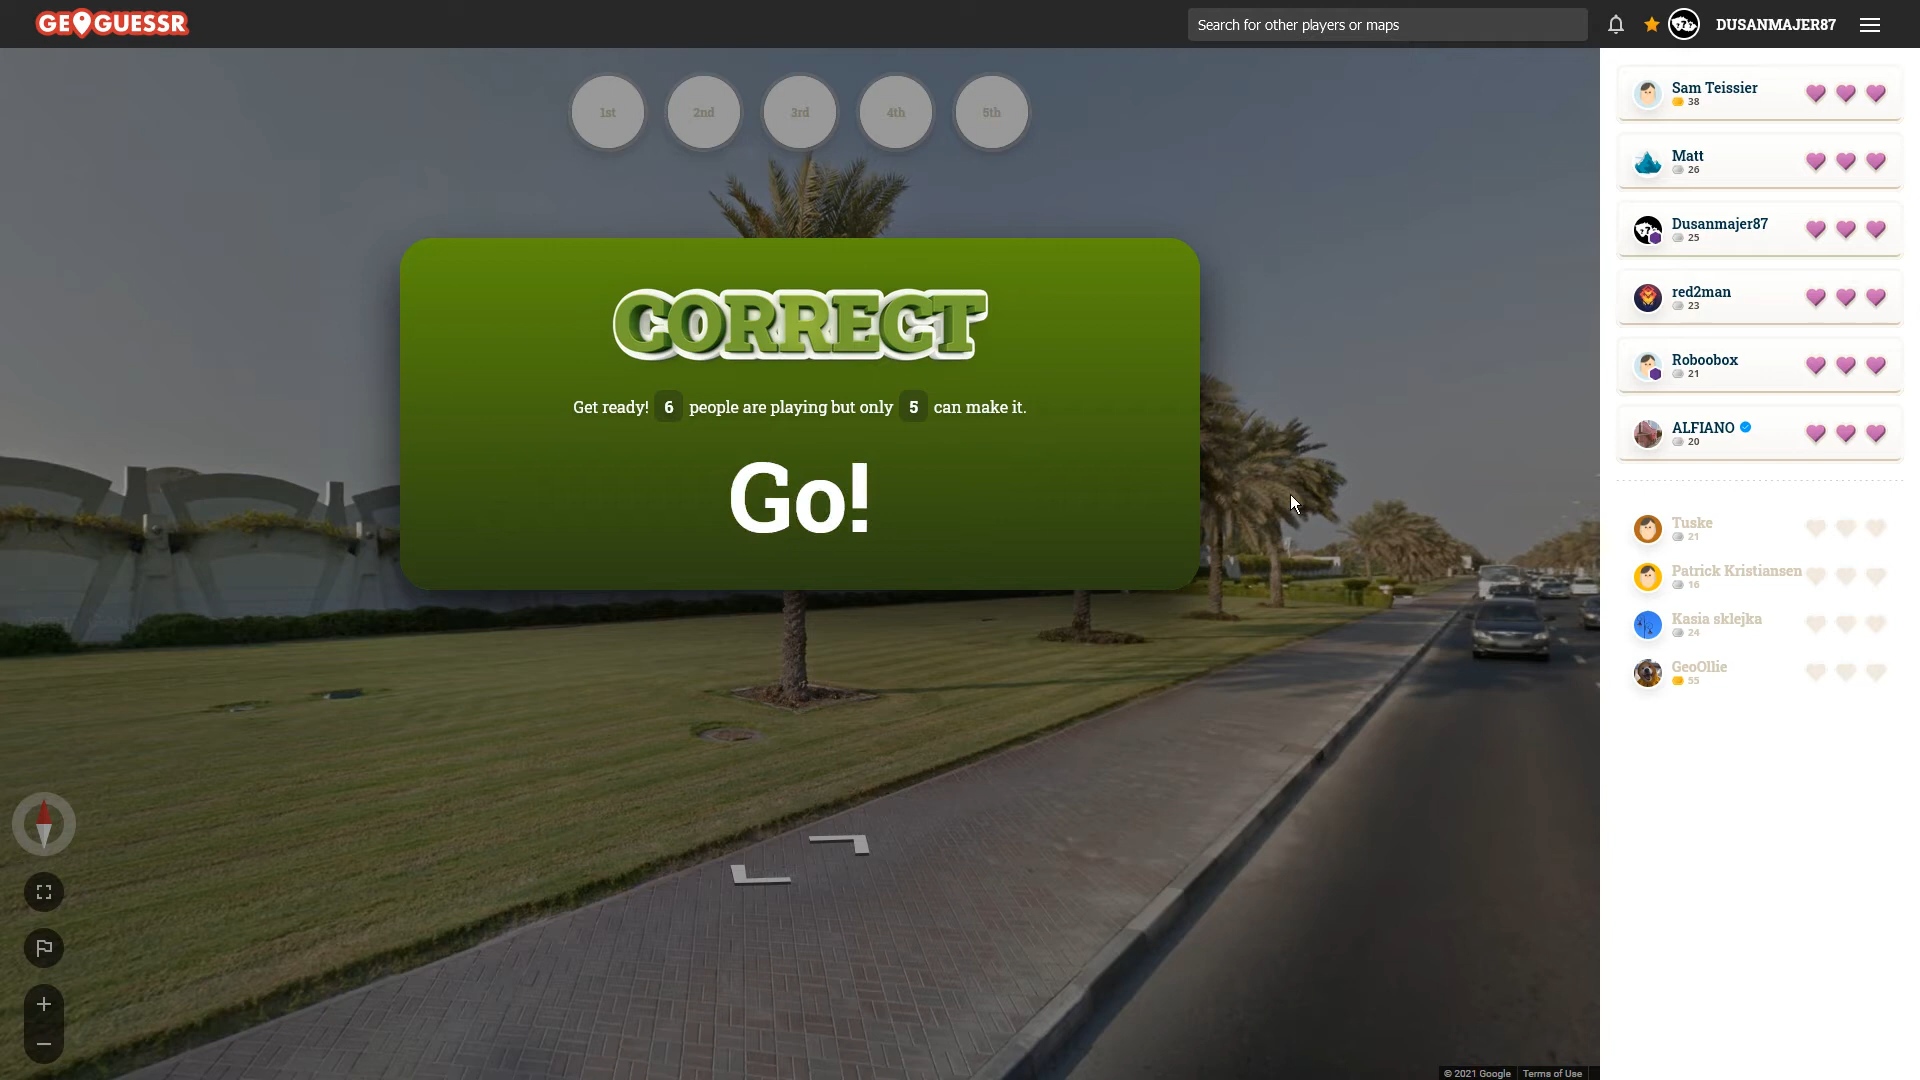 GEOGUESSR
Search for other players or maps
DUSANMAJER87
1st
2nd
3rd
4th
5th
CORRECT
Get ready! 6 people are playing but only 5 can make it.
Go!
Sam Teissier
38
Matt
26
Dusanmajer87
25
red2man
23
Roboobox
21
ALFIANO
20
Tuske
21
Patrick Kristiansen
16
Kasia sklejka
24
GeoOllie
55
© 2021 Google
Terms of Use